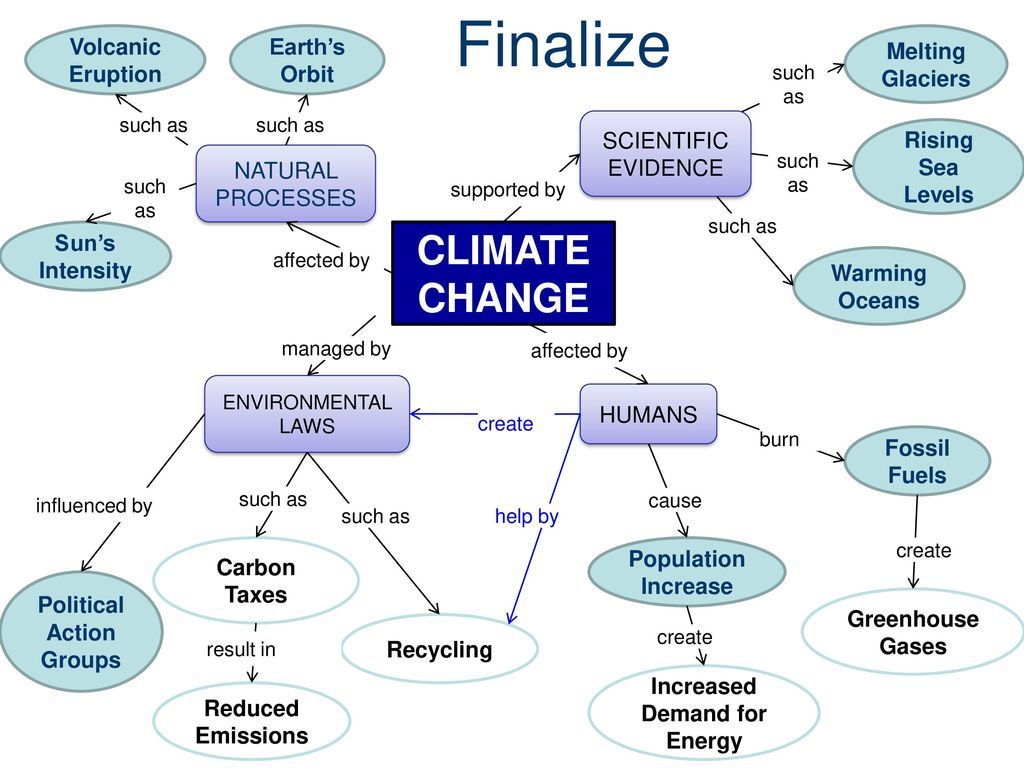 Finalize
Volcanic
Eruption
Earth's
Orbit
such as
such as
NATURAL
PROCESSES
such
as
Sun's
Intensity
affected by
CLIMATE
CHANGE
supported by
SCIENTIFIC
EVIDENCE
such
as
Melting
Glaciers
such
as
Rising
Sea
Levels
such as
Warming
Oceans
managed by
affected by
ENVIRONMENTAL
LAWS
create
HUMANS
burn
Fossil
Fuels
influenced by
such as
such as
help by
cause
create
Political
Action
Groups
Carbon
Taxes
result in
Reduced
Emissions
Recycling
Population
Increase
create
Increased
Demand for
Energy
Greenhouse
Gases